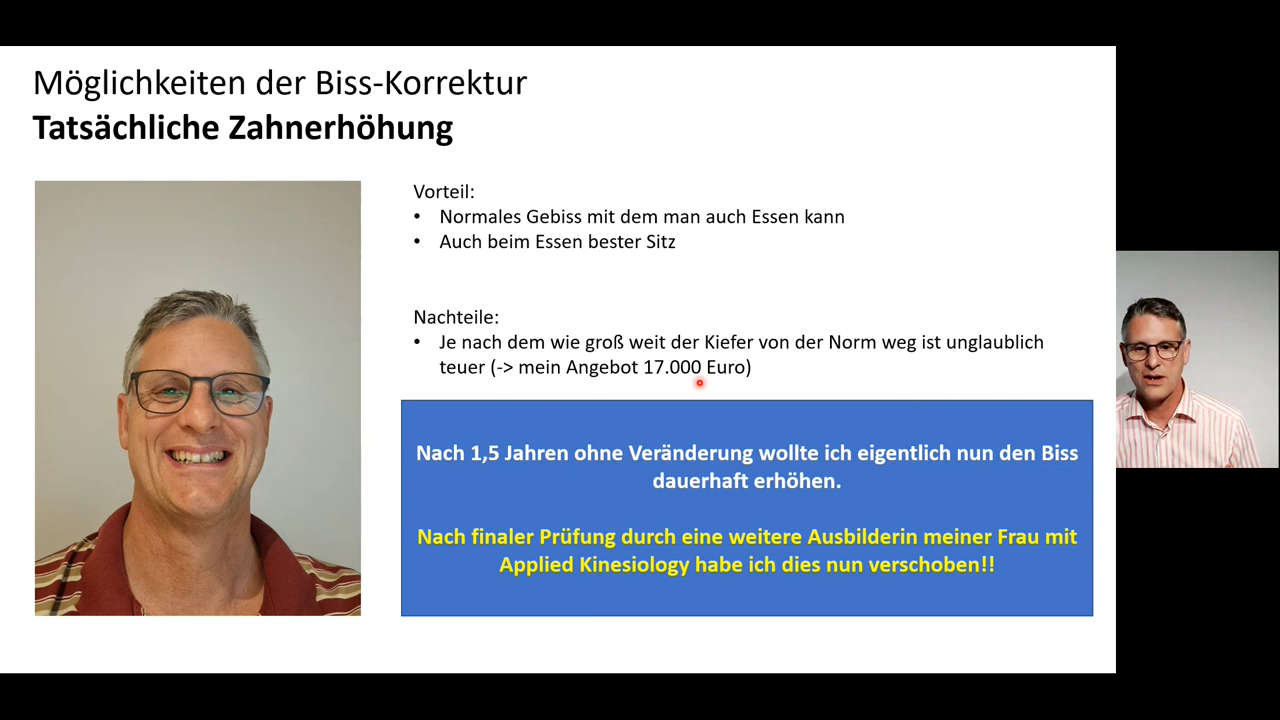 Möglichkeiten der Biss-Korrektur
Tatsächliche Zahnerhöhung
Vorteil:
• Normales Gebiss mit dem man auch Essen kann
• Auch beim Essen bester Sitz
Nachteile:
• Je nach dem wie groß weit der Kiefer von der Norm weg ist unglaublich
teuer (-> mein Angebot 17.000 Euro)
Nach 1,5 Jahren ohne Veränderung wollte ich eigentlich nun den Biss
dauerhaft erhöhen.
Nach finaler Prüfung durch eine weitere Ausbilderin meiner Frau mit
Applied Kinesiology habe ich dies nun verschoben!!